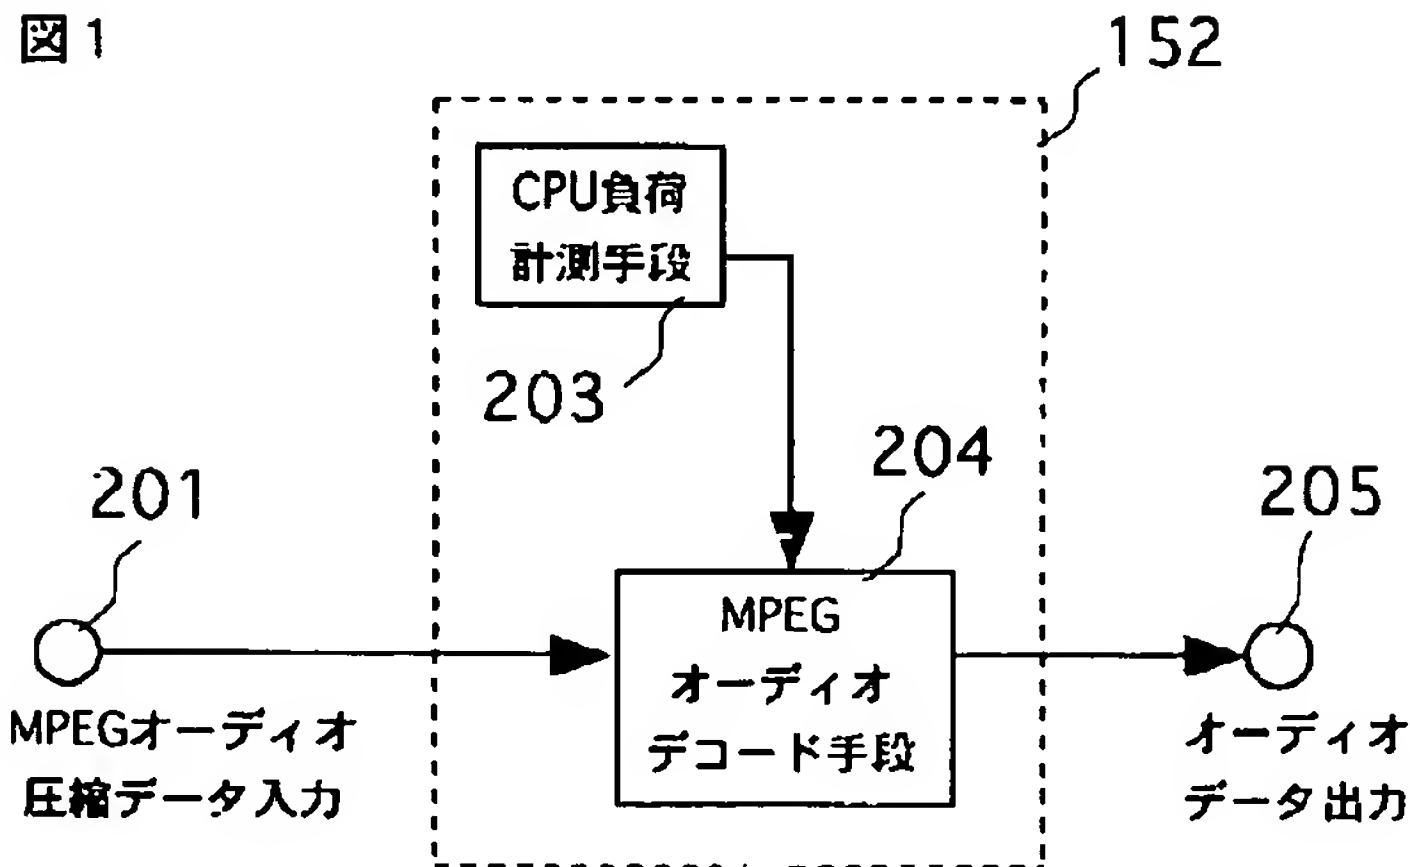 図1
152
CPU負荷
計測手段
203
204
201
205
MPEG
オーディオ
デコード手段
MPEGオーディオ
圧縮データ入力
オーディオ
データ出力